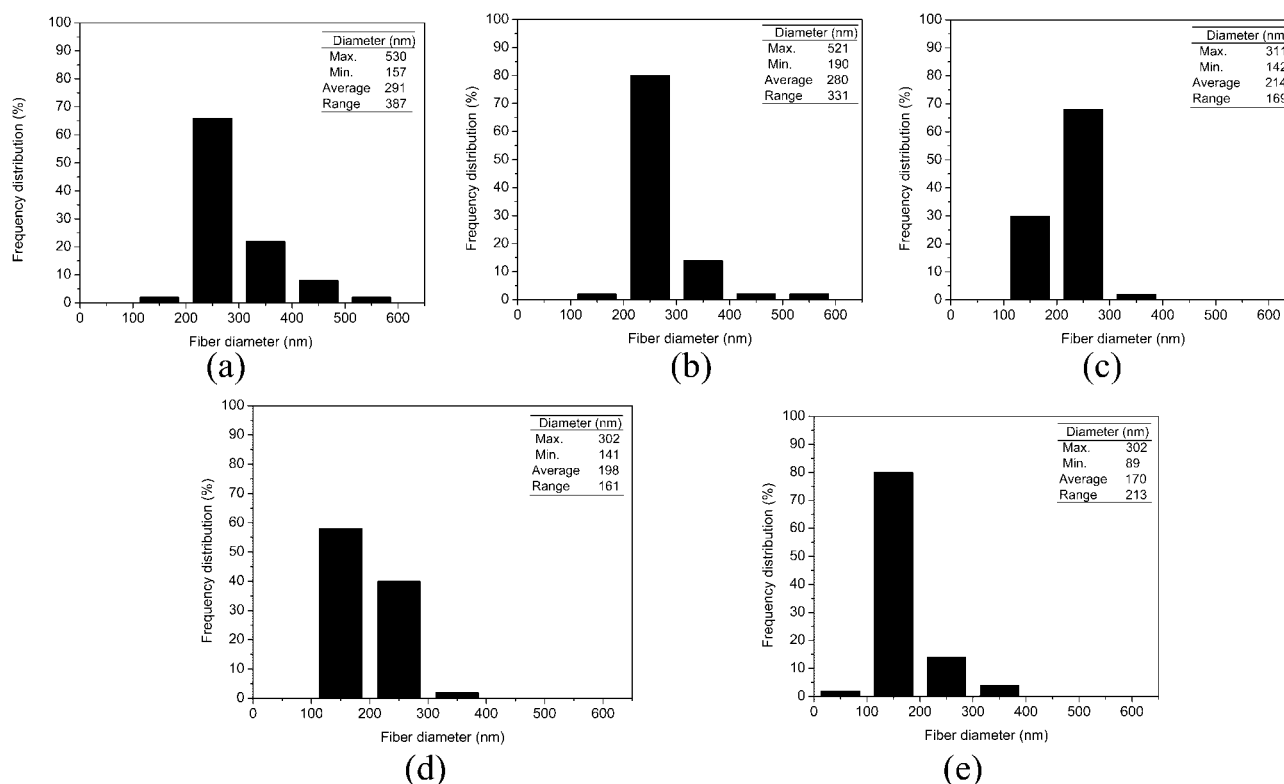 Frequency distribution (%)
100
90
80
70
60
50
40
30
20
10
0
Diameter (nm)
Max. 530
Min. 157
Average 291
Range 387
0 100 200 300 400 500 600
Fiber diameter (nm)
(a)
Frequency distribution (%)
100
90
80
70
60
50
40
30
20
10
0
Diameter (nm)
Max. 521
Min. 190
Average 280
Range 331
0 100 200 300 400 500 600
Fiber diameter (nm)
(b)
Frequency distribution (%)
100
90
80
70
60
50
40
30
20
10
0
Diameter (nm
Max. 311
Min. 142
Average 214
Range 169
0 100 200 300 400 500 600
Fiber diameter (nm)
(c)
Frequency distribution (%)
100
90
80
70
60
50
40
30
20
10
0
Diameter (nm)
Max. 302
Min. 141
Average 198
Range 161
0 100 200 300 400 500 600
Fiber diameter (nm)
(d)
Frequency distribution (%)
100
90
80
70
60
50
40
30
20
10
0
Diameter (nm)
Max. 302
Min. 89
Average 170
Range 213
0 100 200 300 400 500 600
Fiber diameter (nm)
(e)